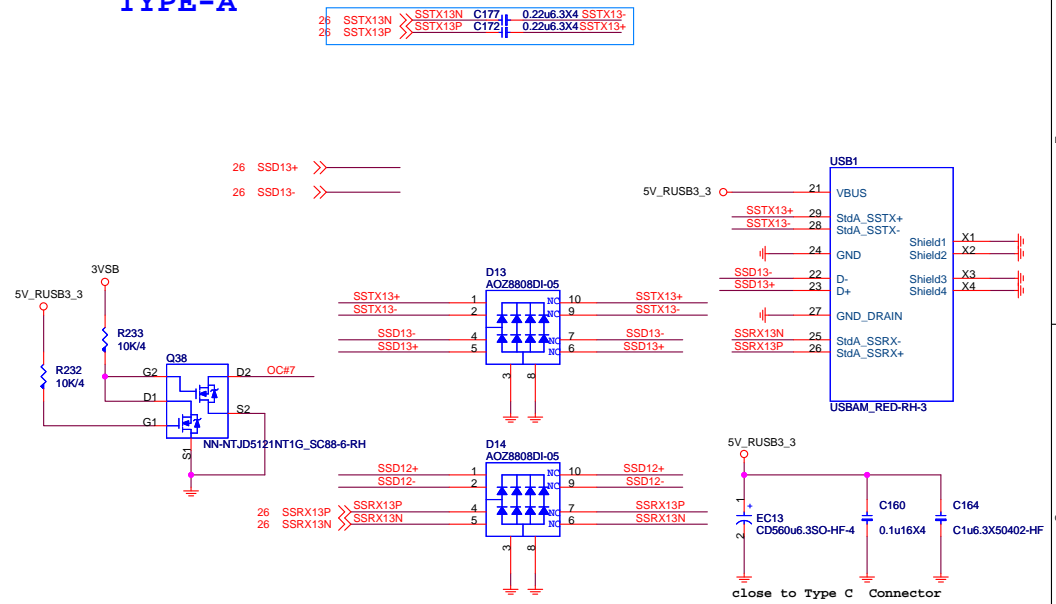 TYPE-A
26 SSTX13N SSTX13N C177 0.22u6.3X4 SSTX13-
26 SSTX13P SSTX13P C172 0.22u6.3X4 SSTX13+
26 SSD13+
26 SSD13-
USB1
5V_RUSB3_3 21 VBUS
SSTX13+ 29 StdA_SSTX+
SSTX13- 28 StdA_SSTX-
24 GND
SSD13- 22 D-
SSD13+ 23 D+
27 GND_DRAIN
SSRX13N 25 StdA_SSRX-
SSRX13P 26 StdA_SSRX+
Shield1 X1
Shield2 X2
Shield3 X3
Shield4 X4
USBAM_RED-RH-3
3VSB
5V_RUSB3_3
R233
10K/4
R232
10K/4
Q38
G2 D2 OC#7
D1
S2
G1
S1
NN-NTJD5121NT1G_SC88-6-RH
D13
AOZ8808DI-05
SSTX13+ 1 NC 10 SSTX13+
SSTX13- 2 NC 9 SSTX13-
SSD13- 4 NC 7 SSD13-
SSD13+ 5 NC 6 SSD13+
3 8
D14
AOZ8808DI-05
SSD12+ 1 NC 10 SSD12+
SSD12- 2 NC 9 SSD12-
26 SSRX13P SSRX13P 4 NC 7 SSRX13P
26 SSRX13N SSRX13N 5 NC 6 SSRX13N
3 8
5V_RUSB3_3
1
+
EC13
CD560u6.3SO-HF-4
2
C160
0.1u16X4
C164
C1u6.3X50402-HF
close to Type C Connector